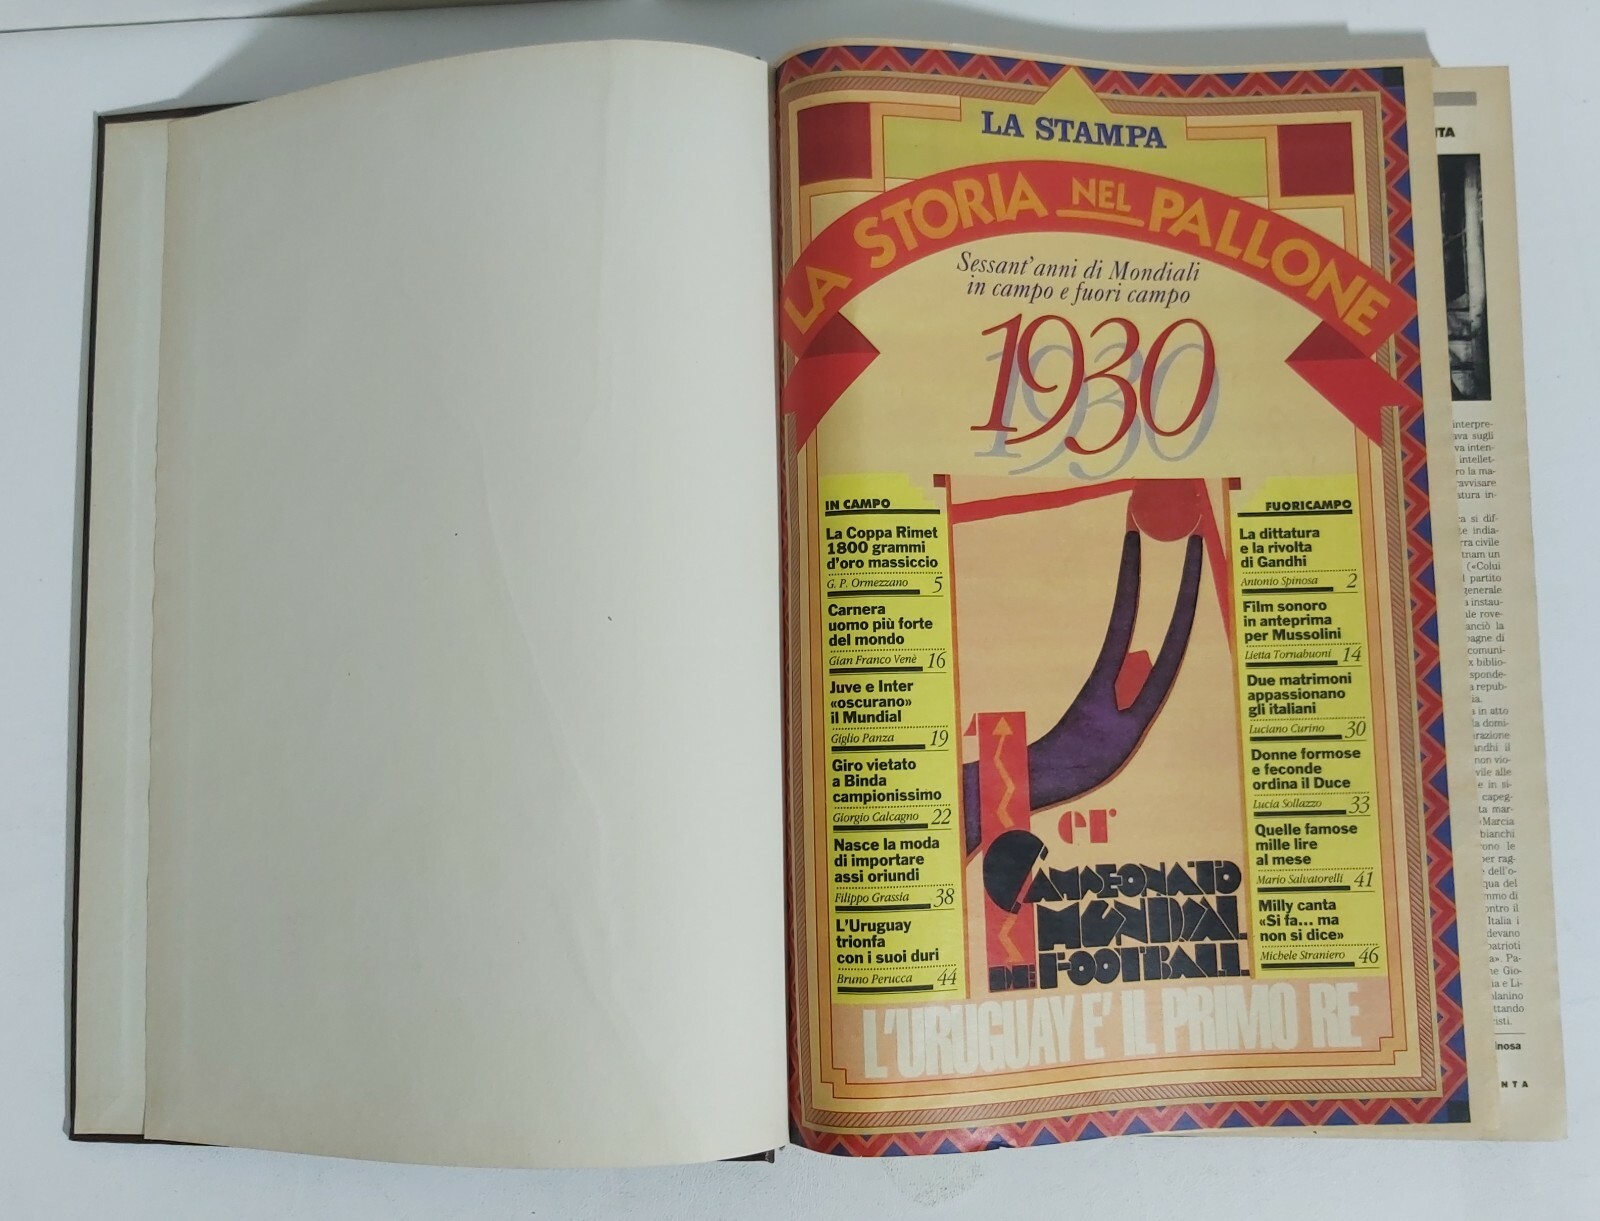 LA STAMPA
LA STORIA NEL PALLONE
Sessant'anni di Mondiali
in campo e fuori campo
1930
IN CAMPO
La Coppa Rimet
1800 grammi
d'oro massiccio
G. P. Ormezzano 5
Carnera
uomo più forte
del mondo
Gian Franco Venè 16
Juve e Inter
«oscurano»
il Mundial
Giglio Panza 19
Giro vietato
a Binda
campionissimo
Giorgio Calcagno 22
Nasce la moda
di importare
assi oriundi
Filippo Grassia 38
L'Uruguay
trionfa
con i suoi duri
Bruno Perucca 44
1er
CAMPEONATO
MUNDIAL
DE FOOTBALL
FUORICAMPO
La dittatura
e la rivolta
di Gandhi
Antonio Spinosa 2
Film sonoro
in anteprima
per Mussolini
Lietta Tornabuoni 14
Due matrimoni
appassionano
gli italiani
Luciano Curino 30
Donne formose
e feconde
ordina il Duce
Lucia Sollazzo 33
Quelle famose
mille lire
al mese
Mario Salvatorelli 41
Milly canta
«Si fa... ma
non si dice»
Michele Straniero 46
L'URUGUAY E' IL PRIMO RE